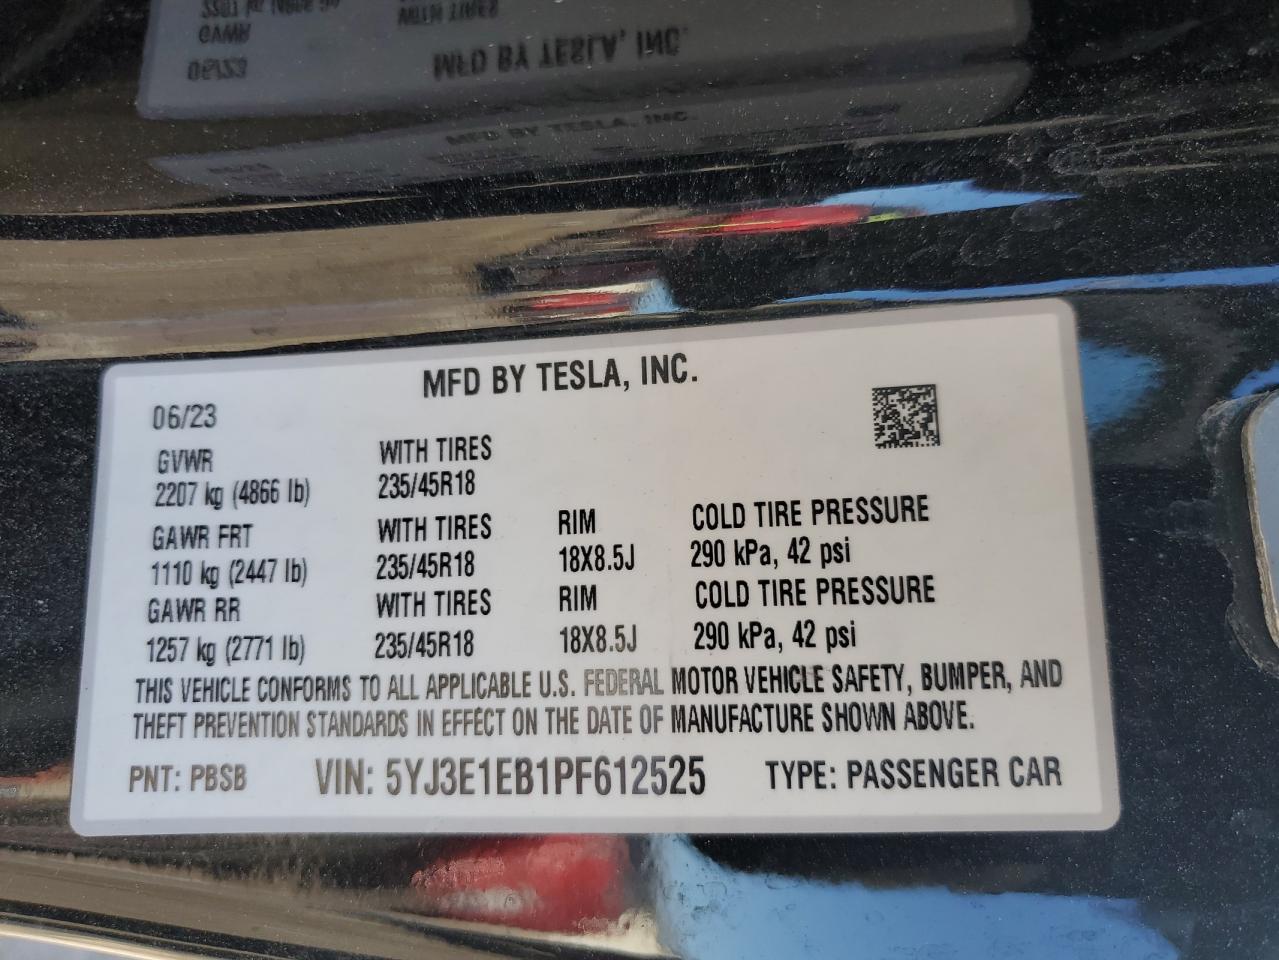 MFD BY TESLA, INC.
06/23
GVWR WITH TIRES
2207 kg (4866 lb) 235/45R18
GAWR FRT WITH TIRES RIM COLD TIRE PRESSURE
1110 kg (2447 lb) 235/45R18 18X8.5J 290 kPa, 42 psi
GAWR RR WITH TIRES RIM COLD TIRE PRESSURE
1257 kg (2771 lb) 235/45R18 18X8.5J 290 kPa, 42 psi
THIS VEHICLE CONFORMS TO ALL APPLICABLE U.S. FEDERAL MOTOR VEHICLE SAFETY, BUMPER, AND
THEFT PREVENTION STANDARDS IN EFFECT ON THE DATE OF MANUFACTURE SHOWN ABOVE.
PNT: PBSB VIN: 5YJ3E1EB1PF612525 TYPE: PASSENGER CAR